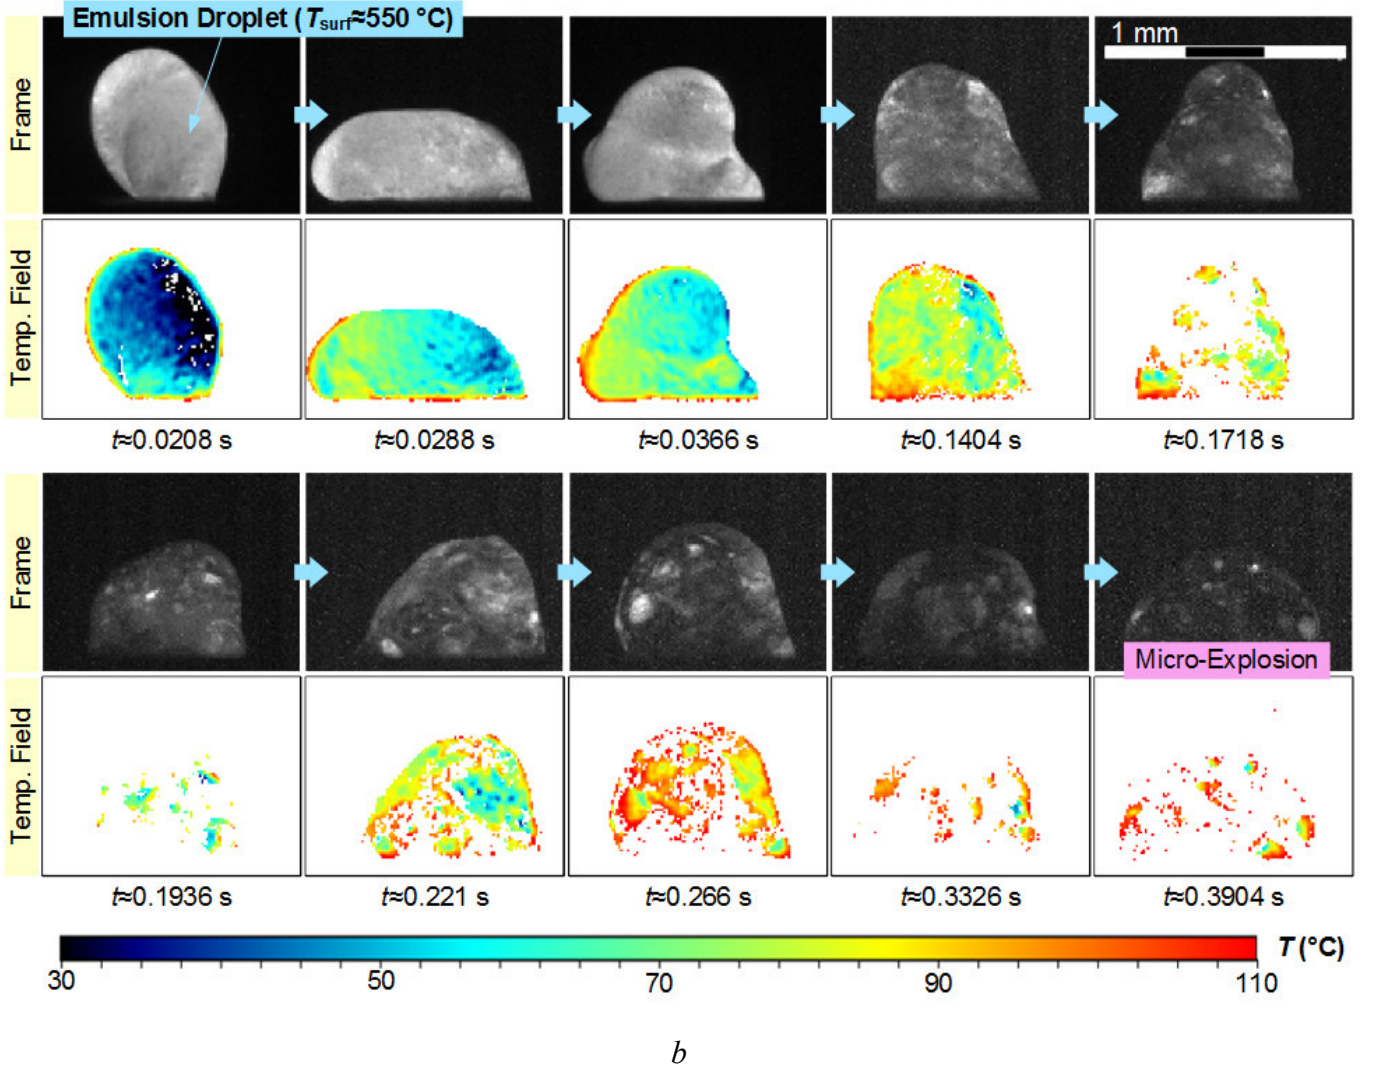 Emulsion Droplet (Tsurf≈550 °C)
1 mm
Frame
Temp. Field
t≈0.0208 s
t≈0.0288 s
t≈0.0366 s
t≈0.1404 s
t≈0.1718 s
Frame
Micro-Explosion
Temp. Field
t≈0.1936 s
t≈0.221 s
t≈0.266 s
t≈0.3326 s
t≈0.3904 s
T (°C)
30 50 70 90 110
b